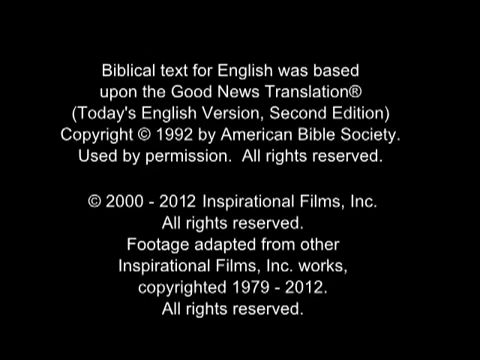 Biblical text for English was based
upon the Good News Translation®
(Today's English Version, Second Edition)
Copyright © 1992 by American Bible Society.
Used by permission.  All rights reserved.
© 2000 - 2012 Inspirational Films, Inc.
All rights reserved.
Footage adapted from other
Inspirational Films, Inc. works,
copyrighted 1979 - 2012.
All rights reserved.